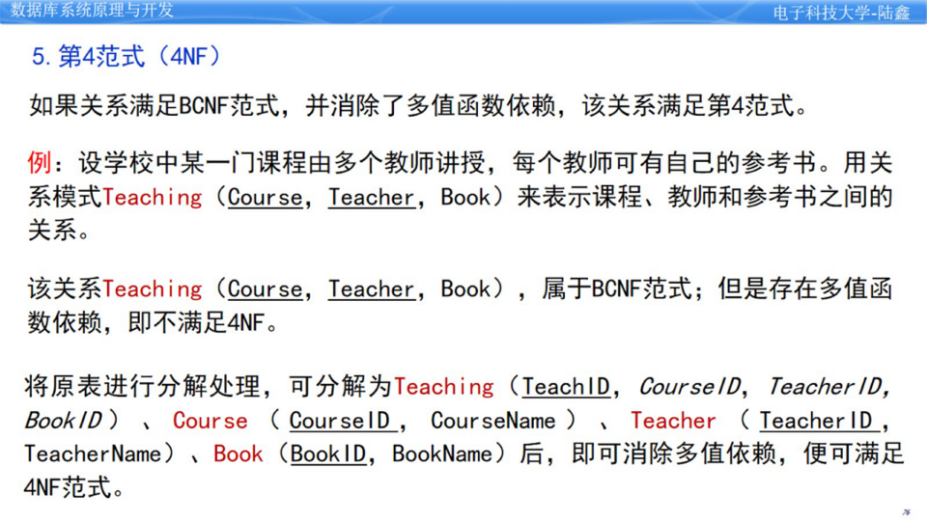 数据库系统原理与开发
电子科技大学-陆鑫
5. 第4范式（4NF）
如果关系满足BCNF范式，并消除了多值函数依赖，该关系满足第4范式。
例：设学校中某一门课程由多个教师讲授，每个教师可有自己的参考书。用关
系模式Teaching（Course，Teacher，Book）来表示课程、教师和参考书之间的
关系。
该关系Teaching（Course，Teacher，Book），属于BCNF范式；但是存在多值函
数依赖，即不满足4NF。
将原表进行分解处理，可分解为Teaching（TeachID，CourseID，TeacherID，
BookID）、Course（CourseID，CourseName）、Teacher（TeacherID，
TeacherName）、Book（BookID，BookName）后，即可消除多值依赖，便可满足
4NF范式。